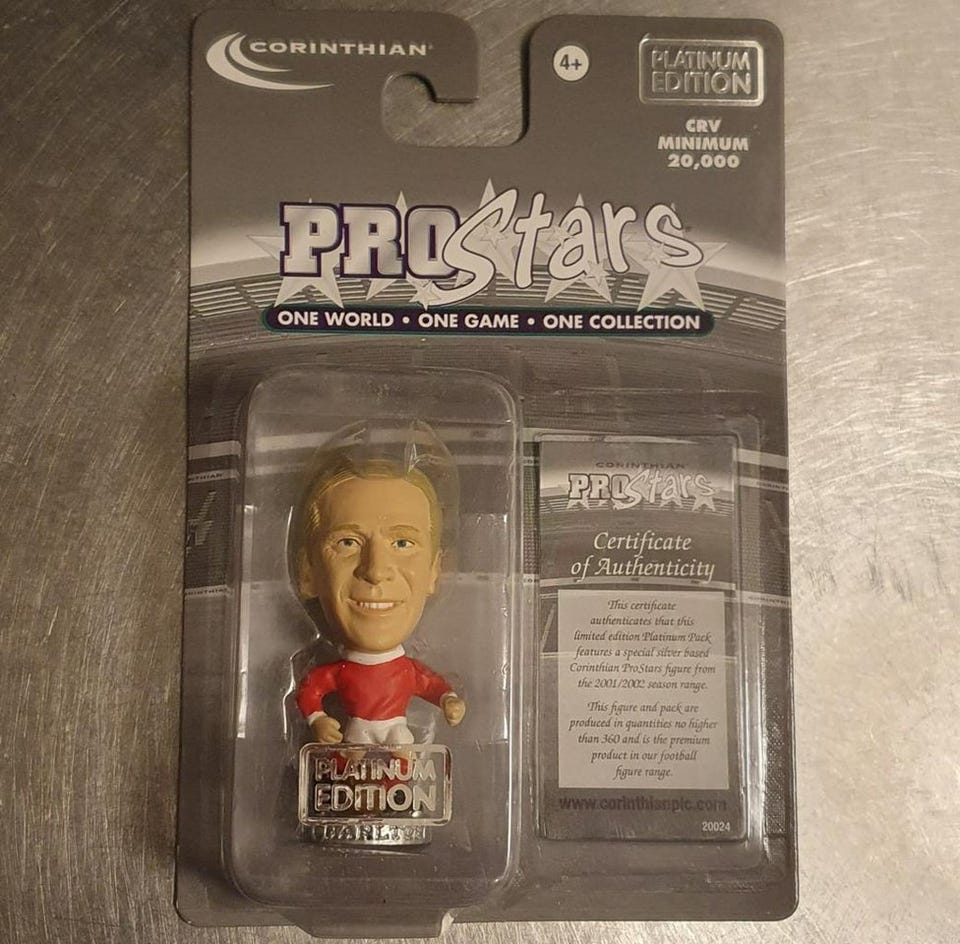 CORINTHIAN
4+
PLATINUM
EDITION
CRV
MINIMUM
20,000
PROStars
ONE WORLD • ONE GAME • ONE COLLECTION
CORINTHIAN
PROStars
Certificate
of Authenticity
This certificate
authenticates that this
limited edition Platinum Pack
features a special silver based
Corinthian ProStars figure from
the 2001/2002 season range.
This figure and pack are
produced in quantities no higher
than 360 and is the premium
product in our football
figure range.
www.corinthianplc.com
20024
PLATINUM
EDITION
CHARLTON